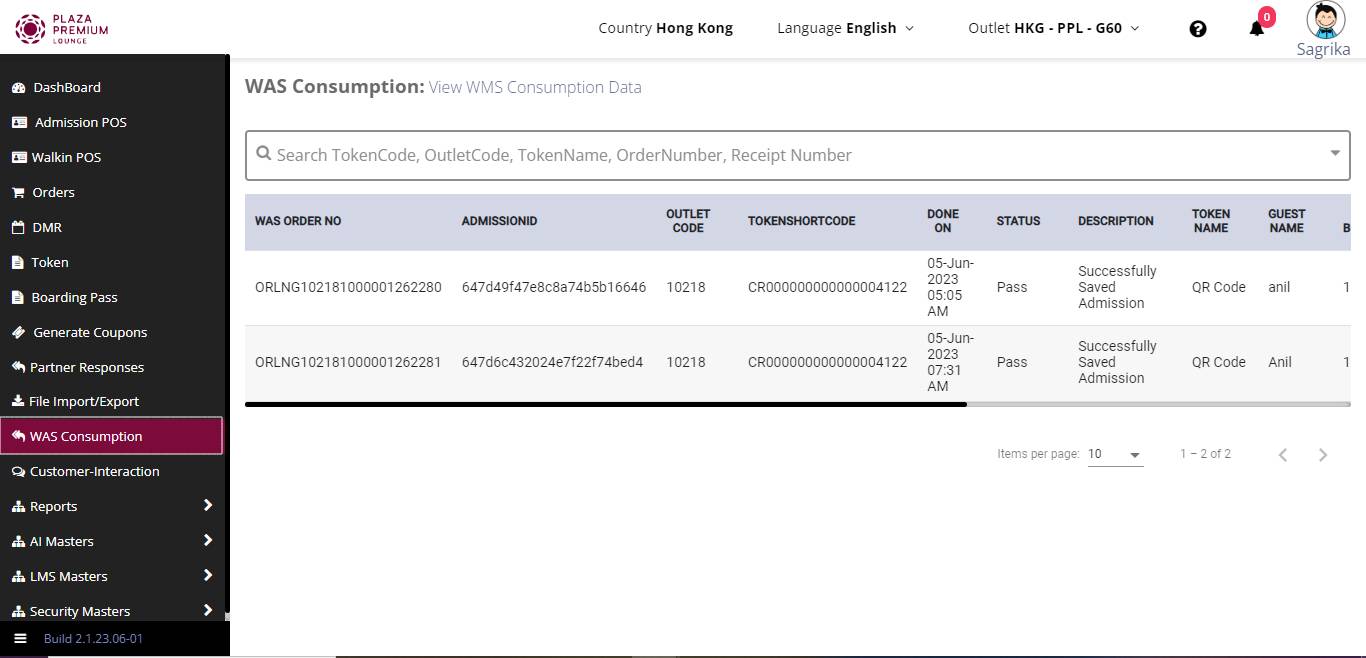 PLAZA
PREMIUM
LOUNGE
Country Hong Kong
Language English
Outlet HKG - PPL - G60
?
0
Sagrika
DashBoard
Admission POS
Walkin POS
Orders
DMR
Token
Boarding Pass
Generate Coupons
Partner Responses
File Import/Export
WAS Consumption
Customer-Interaction
Reports
AI Masters
LMS Masters
Security Masters
Build 2.1.23.06-01
WAS Consumption: View WMS Consumption Data
Search TokenCode, OutletCode, TokenName, OrderNumber, Receipt Number
WAS ORDER NO
ADMISSIONID
OUTLET
CODE
TOKENSHORTCODE
DONE
ON
STATUS
DESCRIPTION
TOKEN
NAME
GUEST
NAME
B
ORLNG102181000001262280
647d49f47e8c8a74b5b16646
10218
CR000000000000004122
05-Jun-
2023
05:05
AM
Pass
Successfully
Saved
Admission
QR Code
anil
1
ORLNG102181000001262281
647d6c432024e7f22f74bed4
10218
CR000000000000004122
05-Jun-
2023
07:31
AM
Pass
Successfully
Saved
Admission
QR Code
Anil
1
Items per page: 10
1 – 2 of 2